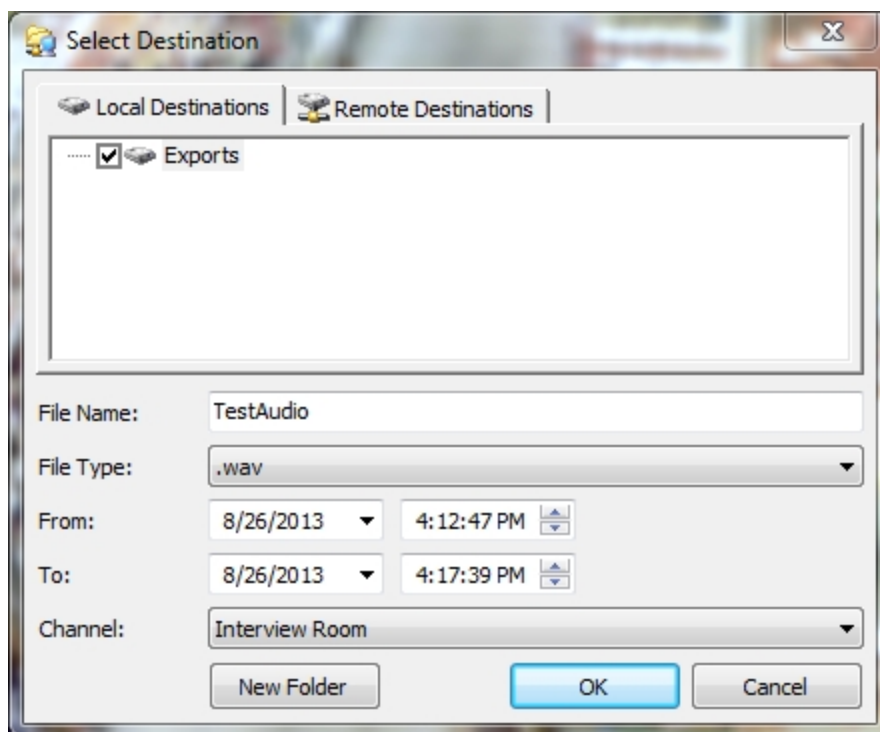 Select Destination
Local Destinations
Remote Destinations
Exports
File Name: TestAudio
File Type: .wav
From: 8/26/2013 4:12:47 PM
To: 8/26/2013 4:17:39 PM
Channel: Interview Room
New Folder OK Cancel